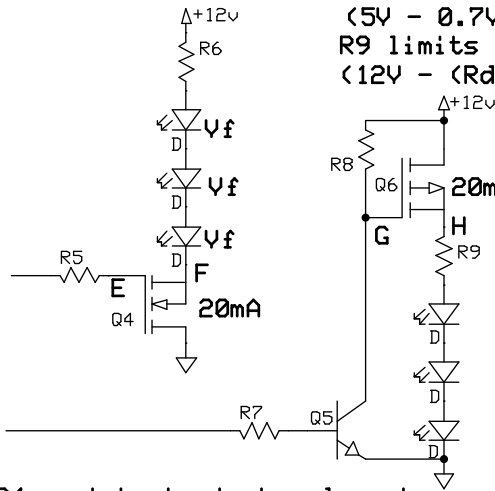 +12v
R6
D
Vf
D
Vf
D
Vf
R5
E
F
Q4
20mA
(5V - 0.7V
R9 limits
(12V - (Rd
+12v
R8
Q6
20m
G
H
R9
D
D
D
R7
Q5